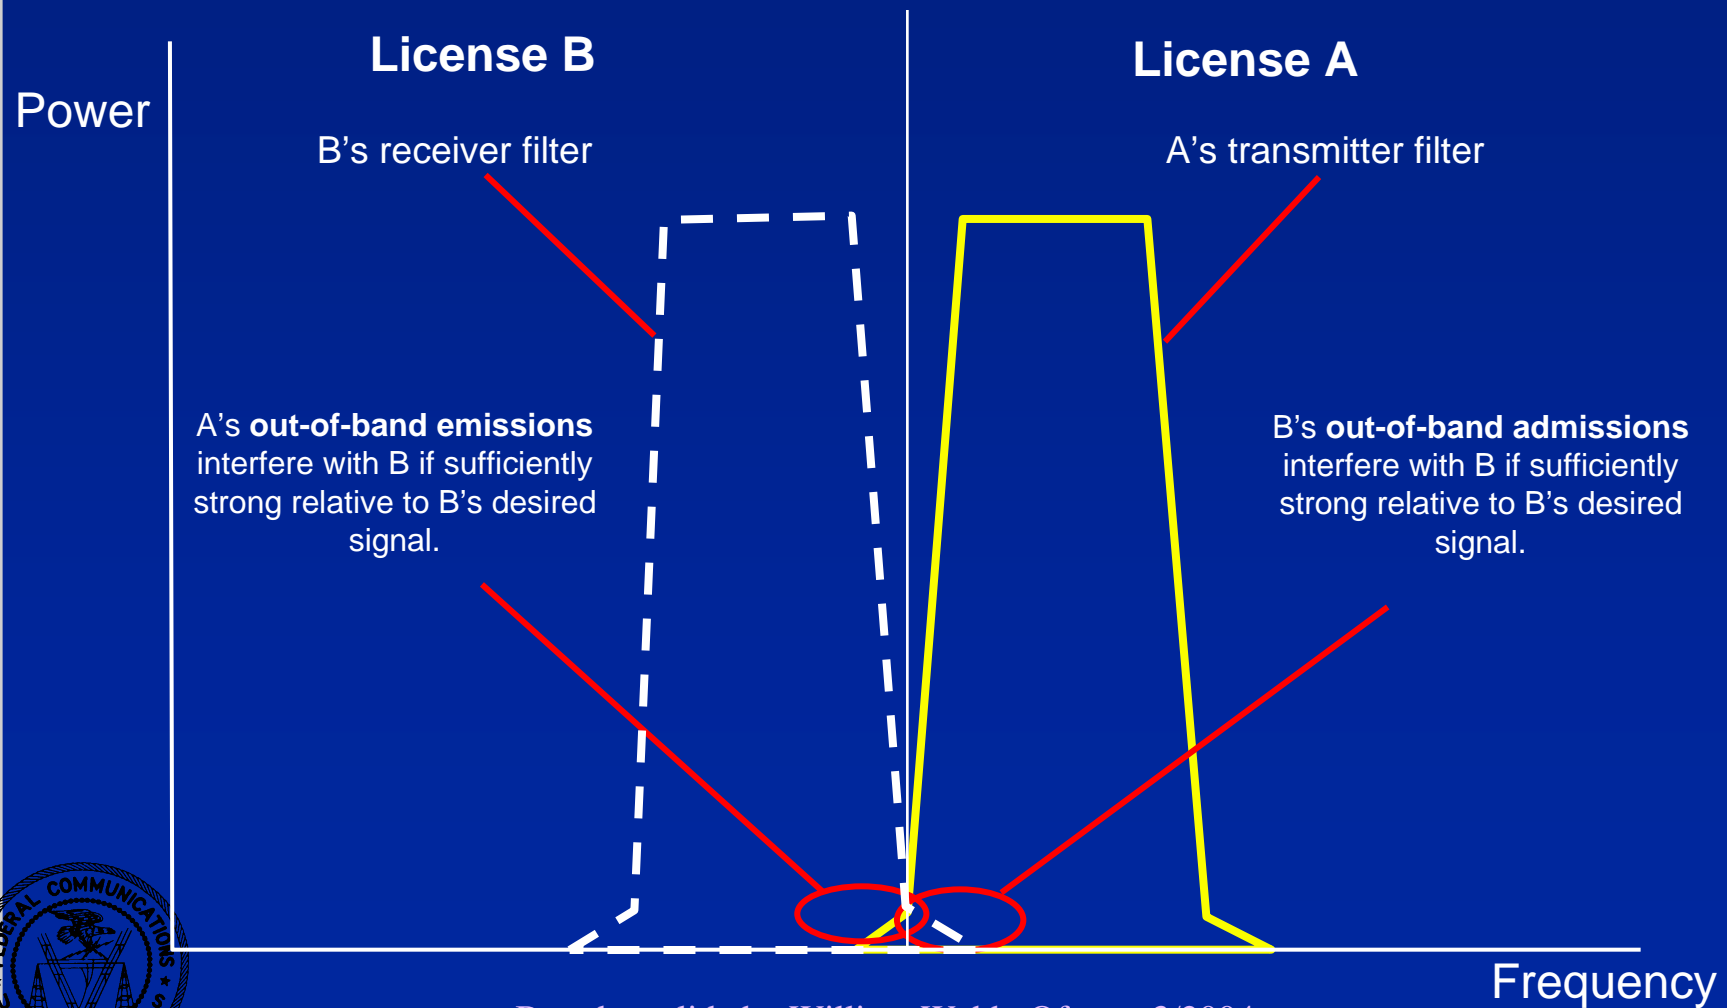 License B
License A
Power
B’s receiver filter
A’s transmitter filter
A’s out-of-band emissions
interfere with B if sufficiently
strong relative to B’s desired
signal.
B’s out-of-band admissions
interfere with B if sufficiently
strong relative to B’s desired
signal.
FEDERAL COMMUNICATIONS
Frequency